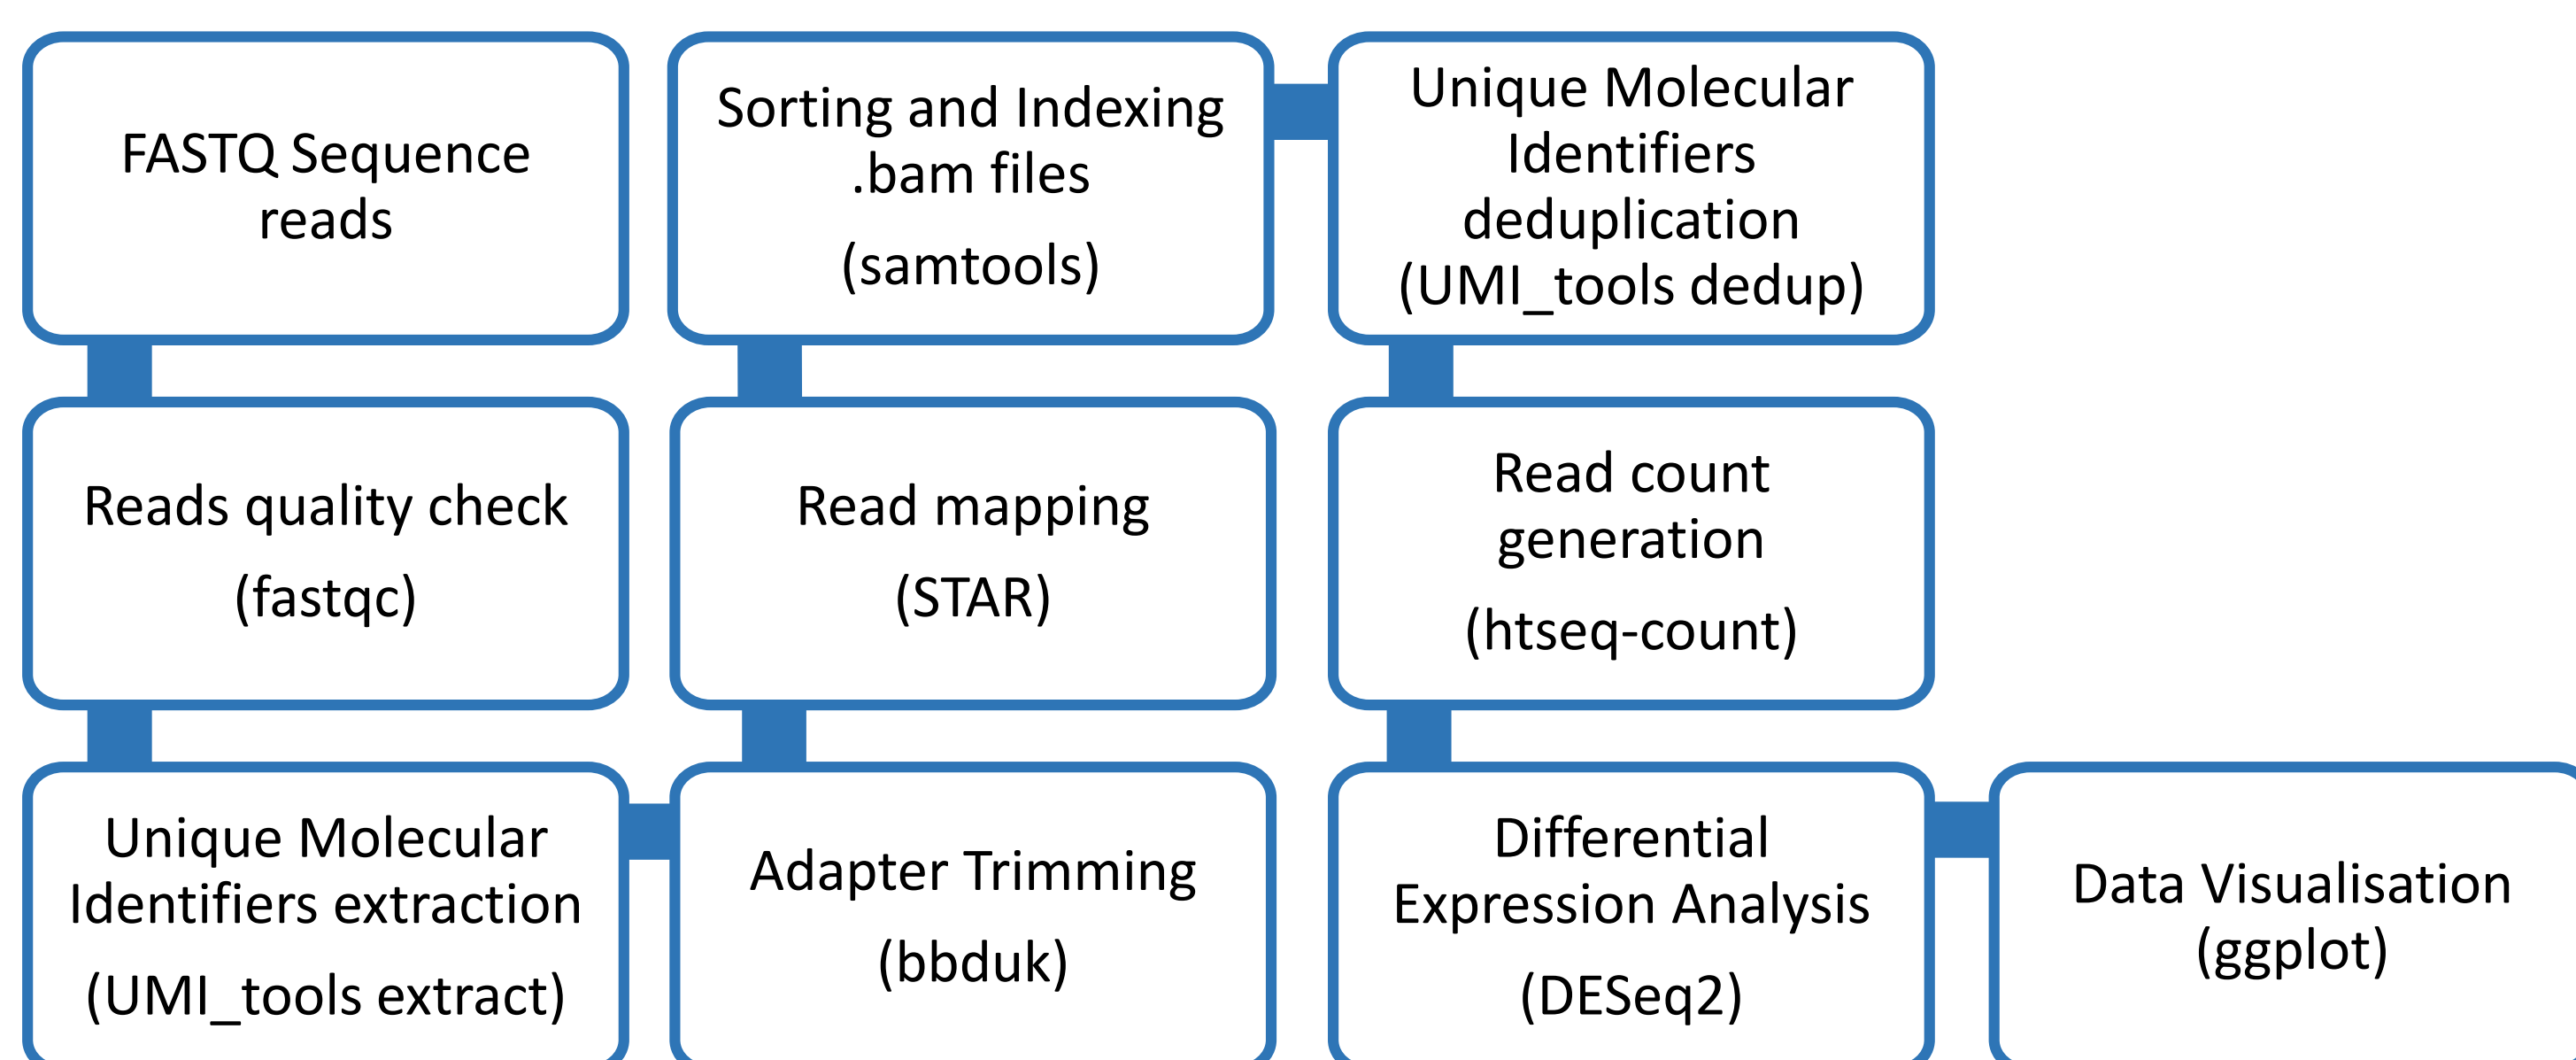 FASTQ Sequence
reads
Reads quality check
(fastqc)
Unique Molecular
Identifiers extraction
(UMI_tools extract)
Adapter Trimming
(bbduk)
Read mapping
(STAR)
Sorting and Indexing
.bam files
(samtools)
Unique Molecular
Identifiers
deduplication
(UMI_tools dedup)
Read count
generation
(htseq-count)
Differential
Expression Analysis
(DESeq2)
Data Visualisation
(ggplot)